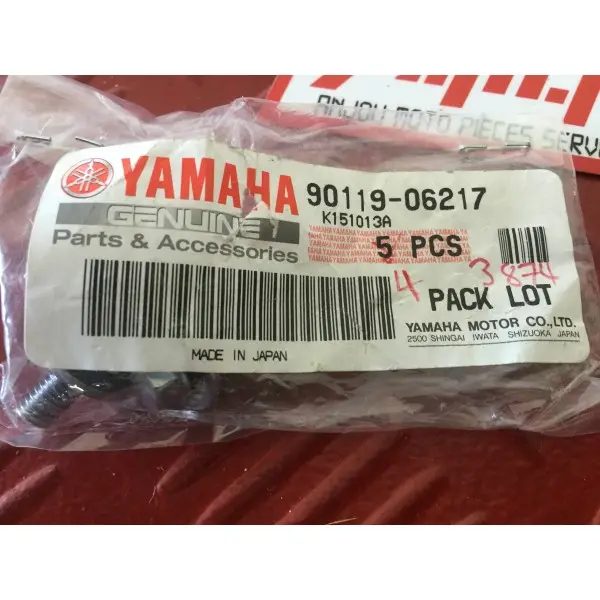 ANJOU MOTO PIÈCES SERV
YAMAHA 90119-06217
GENUINE K151013A
Parts & Accessories
5 PCS
4 3874
PACK LOT
YAMAHA MOTOR CO.,LTD.
2500 SHINGAI IWATA SHIZUOKA JAPAN
MADE IN JAPAN